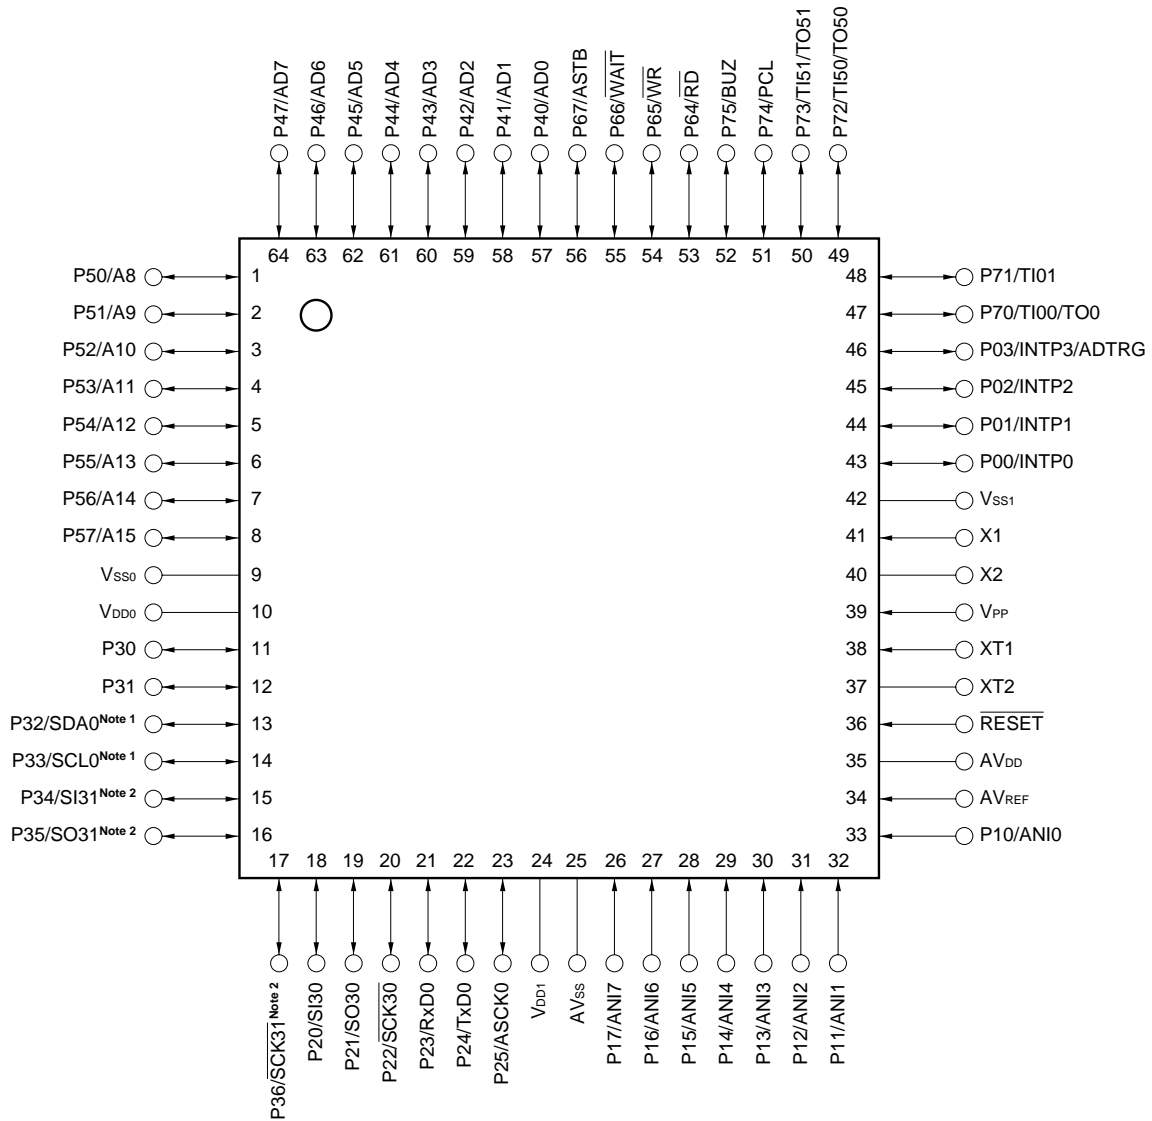 P47/AD7
P46/AD6
P45/AD5
P44/AD4
P43/AD3
P42/AD2
P41/AD1
P40/AD0
P67/ASTB
P66/W̅A̅I̅T̅
P65/W̅R̅
P64/R̅D̅
P75/BUZ
P74/PCL
P73/TI51/TO51
P72/TI50/TO50
64 63 62 61 60 59 58 57 56 55 54 53 52 51 50 49
P50/A8 1
P51/A9 2
P52/A10 3
P53/A11 4
P54/A12 5
P55/A13 6
P56/A14 7
P57/A15 8
VSS0 9
VDD0 10
P30 11
P31 12
P32/SDA0Note 1 13
P33/SCL0Note 1 14
P34/SI31Note 2 15
P35/SO31Note 2 16
48 P71/TI01
47 P70/TI00/TO0
46 P03/INTP3/ADTRG
45 P02/INTP2
44 P01/INTP1
43 P00/INTP0
42 VSS1
41 X1
40 X2
39 VPP
38 XT1
37 XT2
36 R̅E̅S̅E̅T̅
35 AVDD
34 AVREF
33 P10/ANI0
17 18 19 20 21 22 23 24 25 26 27 28 29 30 31 32
P36/S̅C̅K̅3̅1̅Note 2
P20/SI30
P21/SO30
P22/S̅C̅K̅3̅0̅
P23/RxD0
P24/TxD0
P25/ASCK0
VDD1
AVSS
P17/ANI7
P16/ANI6
P15/ANI5
P14/ANI4
P13/ANI3
P12/ANI2
P11/ANI1